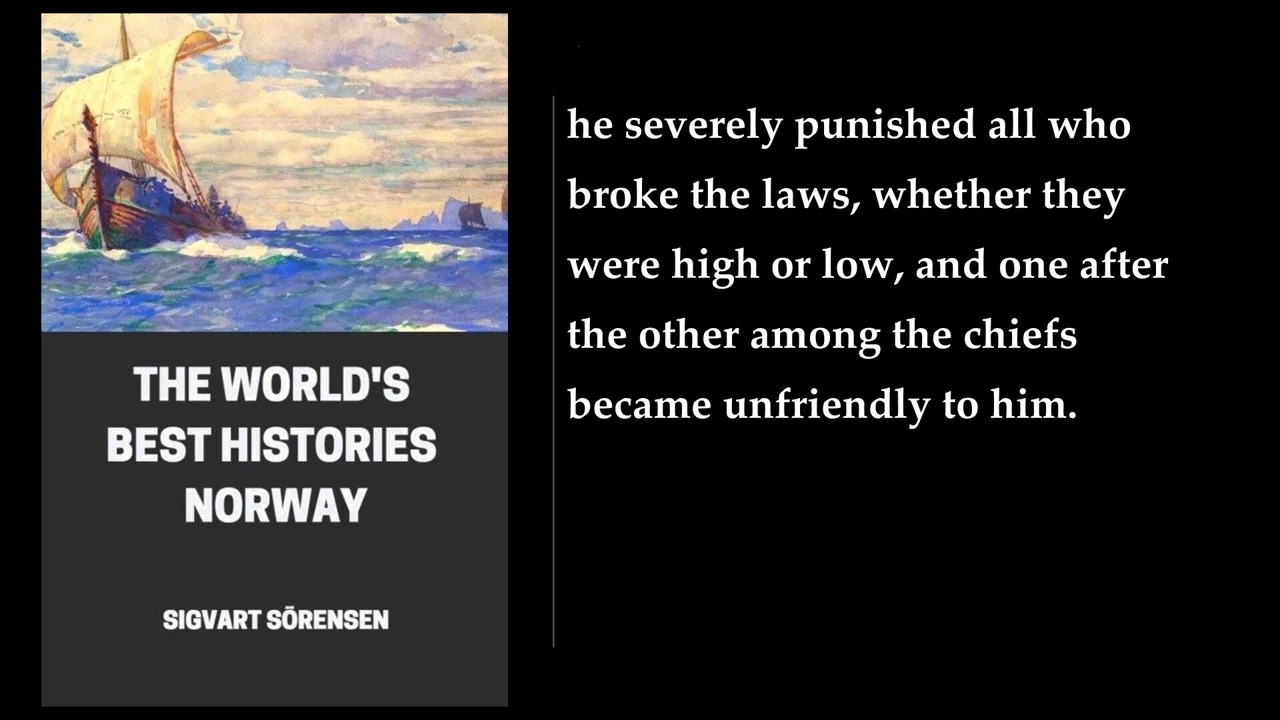 THE WORLD'S
BEST HISTORIES
NORWAY
SIGVART SÖRENSEN
he severely punished all who
broke the laws, whether they
were high or low, and one after
the other among the chiefs
became unfriendly to him.